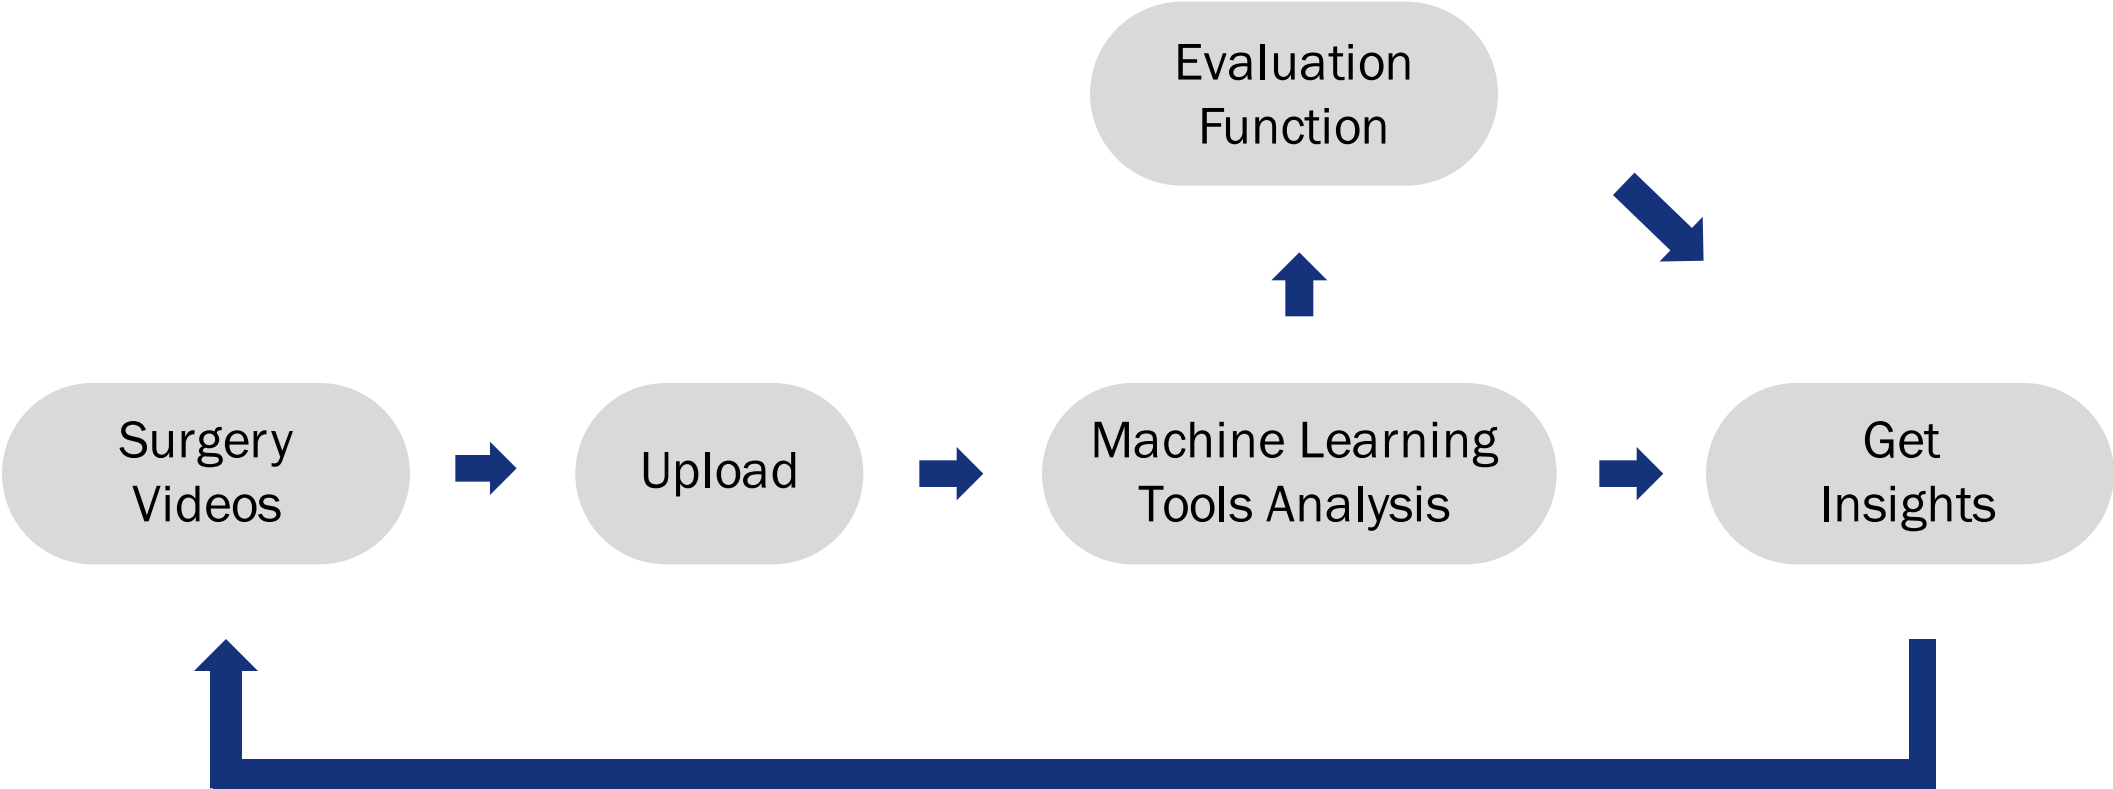 Evaluation
Function
Surgery
Videos
Upload
Machine Learning
Tools Analysis
Get
Insights